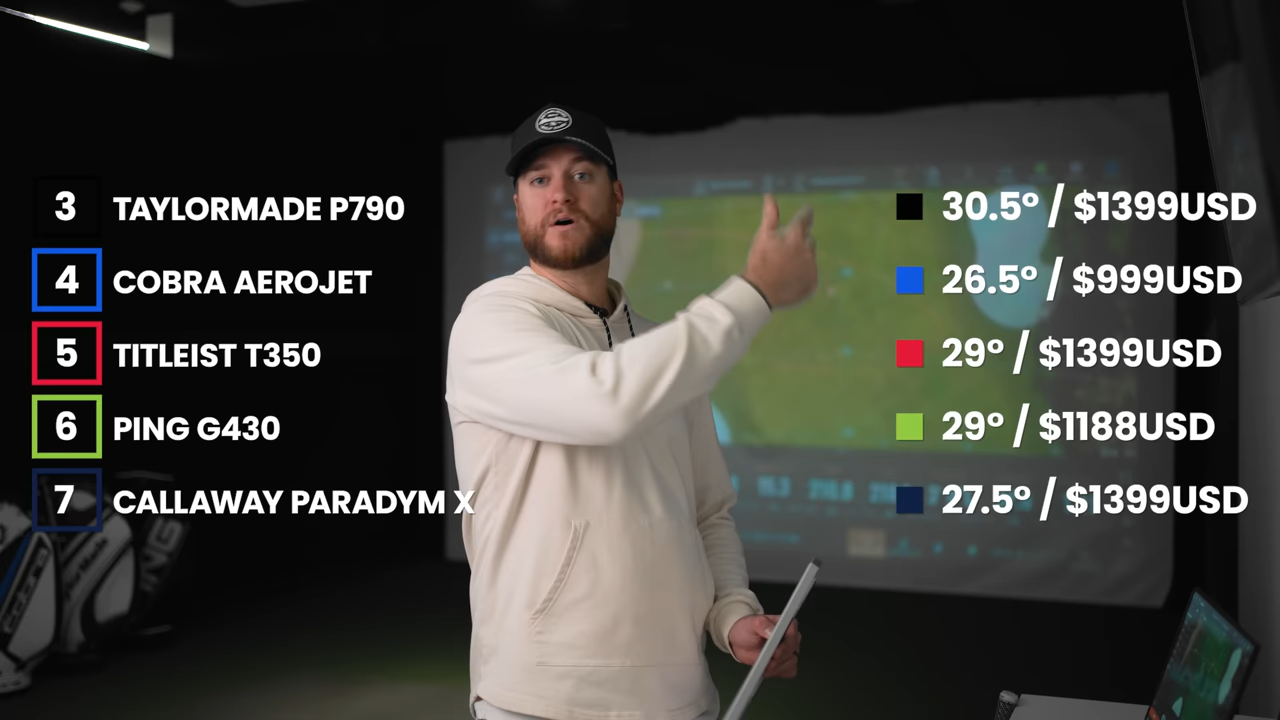 3 TAYLORMADE P790 30.5° / $1399USD
4 COBRA AEROJET 26.5° / $999USD
5 TITLEIST T350 29° / $1399USD
6 PING G430 29° / $1188USD
7 CALLAWAY PARADYM X 27.5° / $1399USD
PING